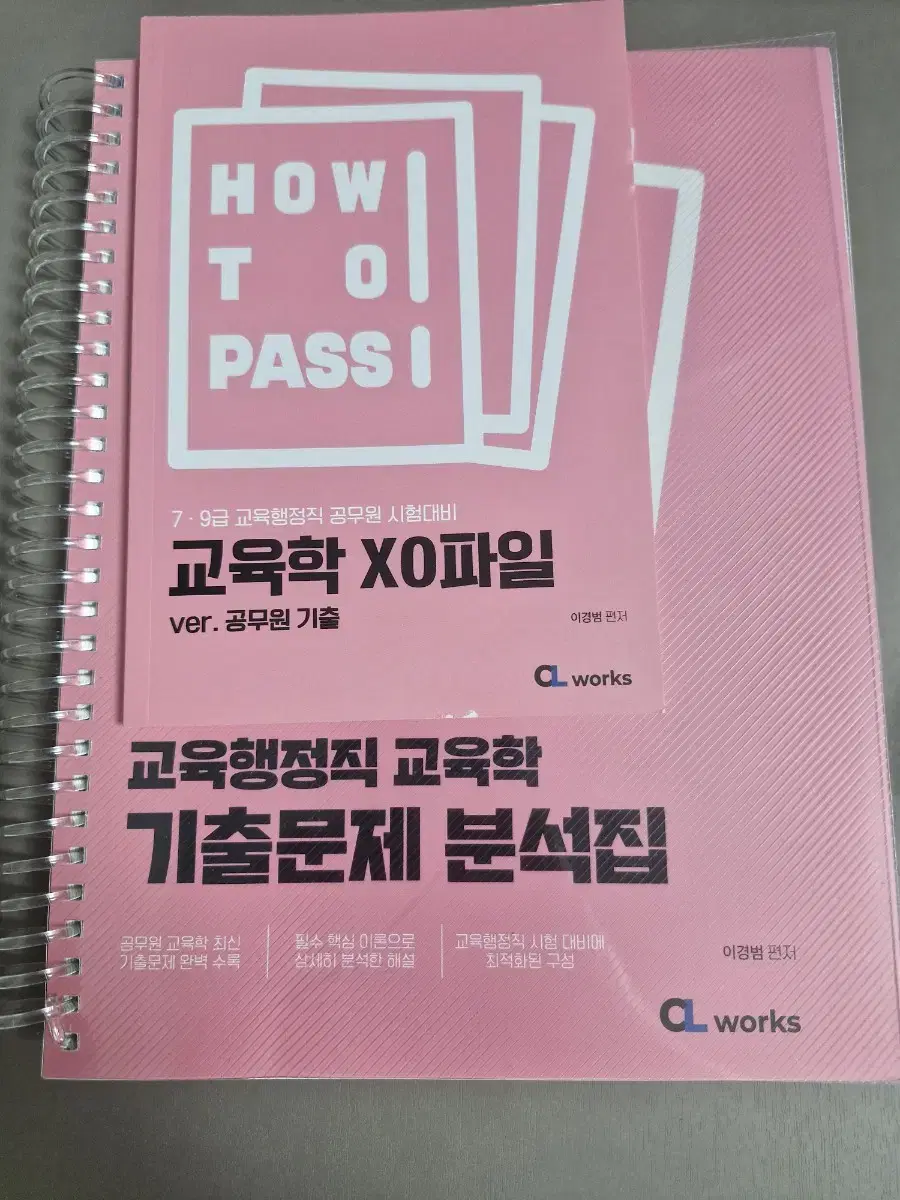 HOW
TO
PASS
7·9급 교육행정직 공무원 시험대비
교육학 XO파일
ver. 공무원 기출
이경범 편저
CL works
교육행정직 교육학
기출문제 분석집
공무원 교육학 최신
기출문제 완벽 수록
필수 핵심 이론으로
상세히 분석한 해설
교육행정직 시험 대비에
최적화된 구성
이경범 편저
CL works